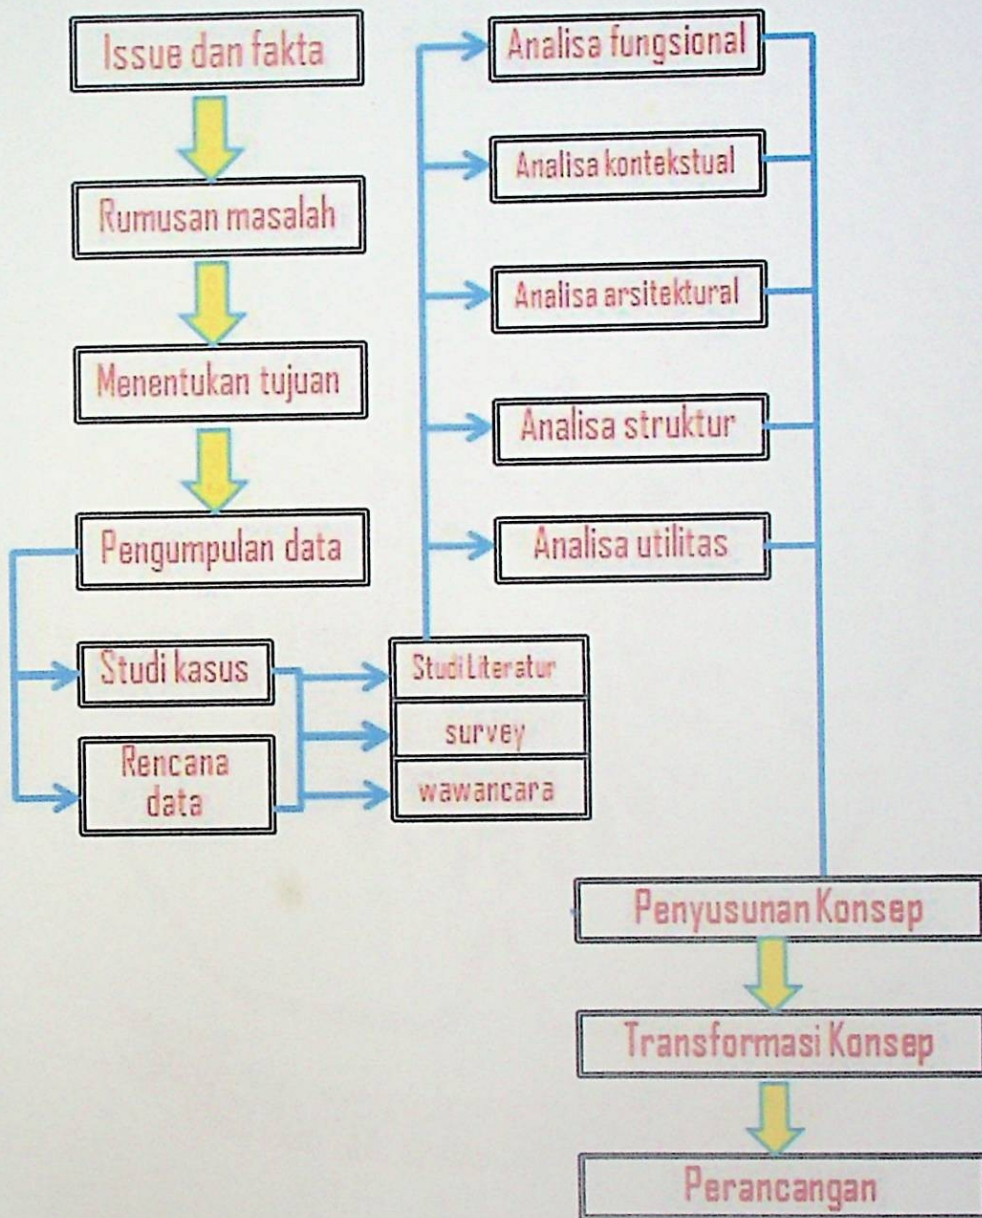 Issue dan fakta
Rumusan masalah
Menentukan tujuan
Pengumpulan data
Studi kasus
Rencana
data
Studi Literatur
survey
wawancara
Analisa fungsional
Analisa kontekstual
Analisa arsitektural
Analisa struktur
Analisa utilitas
Penyusunan Konsep
Transformasi Konsep
Perancangan